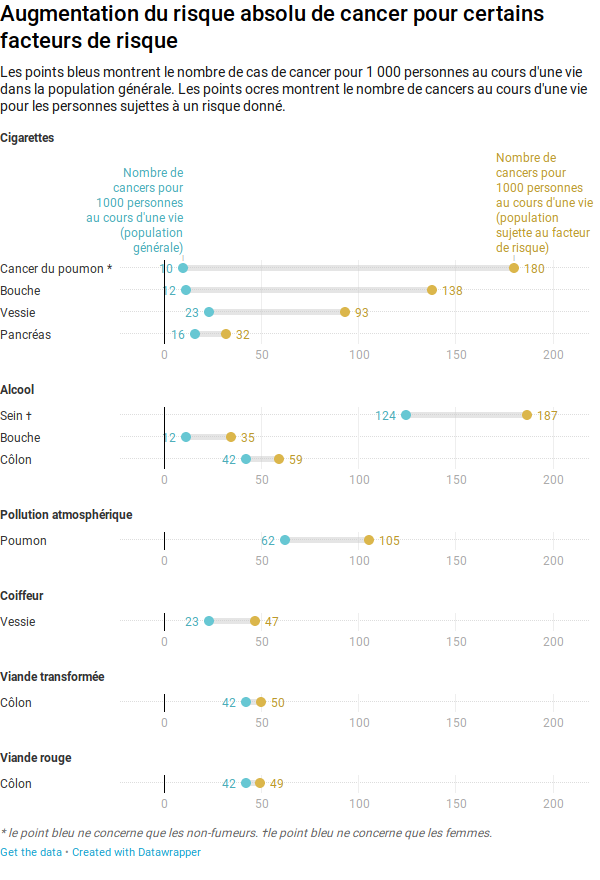 Augmentation du risque absolu de cancer pour certains
facteurs de risque
Les points bleus montrent le nombre de cas de cancer pour 1 000 personnes au cours d'une vie
dans la population générale. Les points ocres montrent le nombre de cancers au cours d'une vie
pour les personnes sujettes à un risque donné.
Cigarettes
Nombre de
cancers pour
1000 personnes
au cours d'une vie
(population
générale)
Nombre de
cancers pour
1000 personnes
au cours d'une vie
(population
sujette au facteur
de risque)
Cancer du poumon * 10 180
Bouche 12 138
Vessie 23 93
Pancréas 16 32
0 50 100 150 200
Alcool
Sein † 124 187
Bouche 12 35
Côlon 42 59
0 50 100 150 200
Pollution atmosphérique
Poumon 62 105
0 50 100 150 200
Coiffeur
Vessie 23 47
0 50 100 150 200
Viande transformée
Côlon 42 50
0 50 100 150 200
Viande rouge
Côlon 42 49
0 50 100 150 200
* le point bleu ne concerne que les non-fumeurs. †le point bleu ne concerne que les femmes.
Get the data • Created with Datawrapper